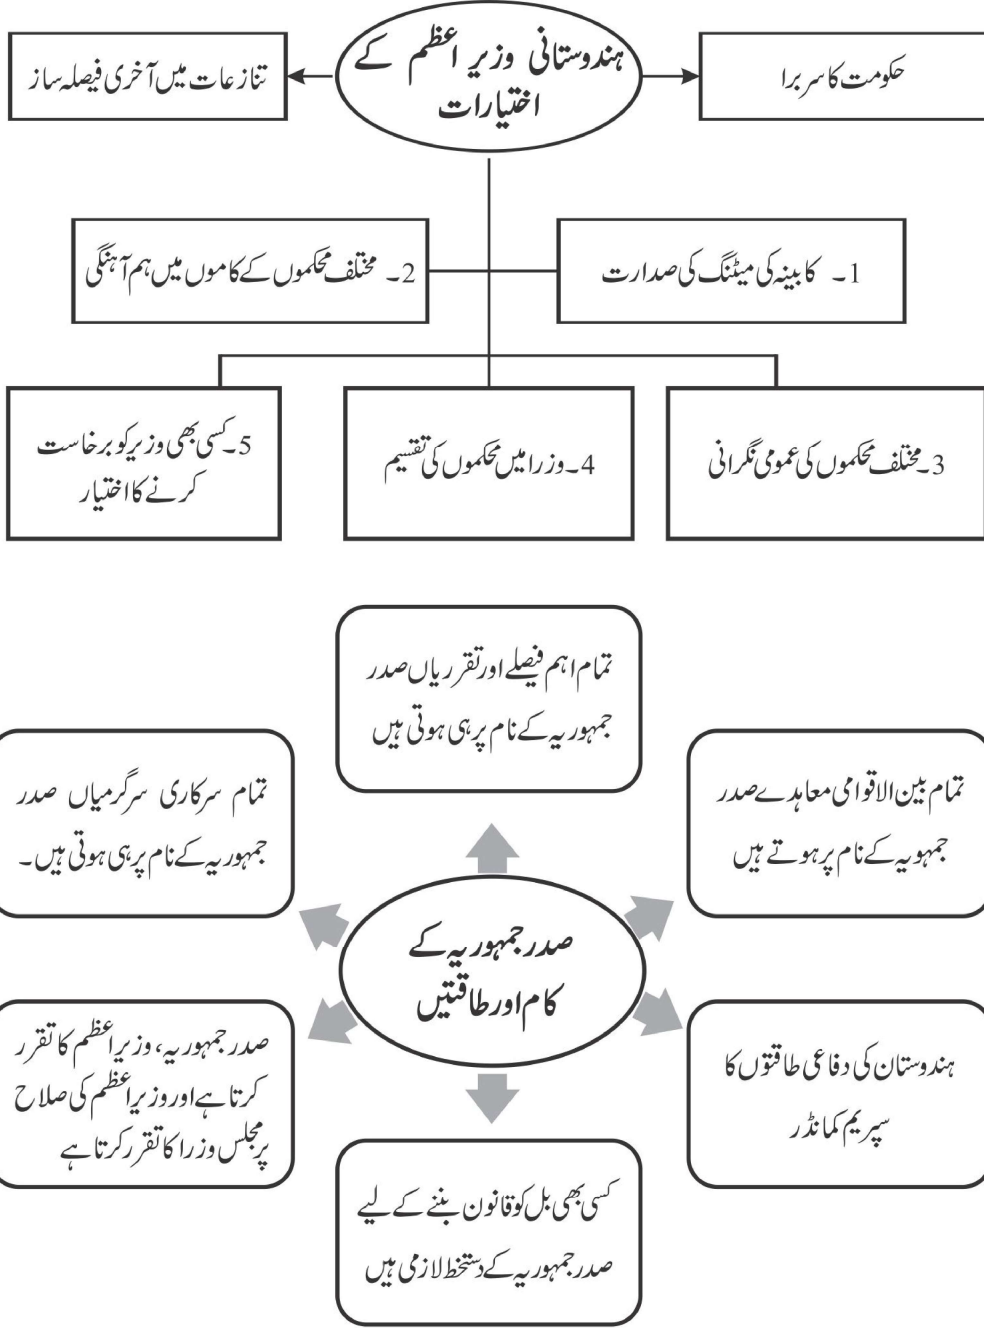 ہندوستانی وزیر اعظم کے
اختیارات
حکومت کا سربرا
تنازعات میں آخری فیصلہ ساز
1۔ کابینہ کی میٹنگ کی صدارت
2۔ مختلف محکموں کے کاموں میں ہم آہنگی
3۔ مختلف محکموں کی عمومی نگرانی
4۔ وزرا میں محکموں کی تقسیم
5۔ کسی بھی وزیر کو برخاست
کرنے کا اختیار
تمام اہم فیصلے اور تقرریاں صدر
جمہوریہ کے نام پر ہی ہوتی ہیں
تمام بین الاقوامی معاہدے صدر
جمہویہ کے نام پر ہوتے ہیں
تمام سرکاری سرگرمیاں صدر
جمہوریہ کے نام پر ہی ہوتی ہیں۔
صدر جمہوریہ کے
کام اور طاقتیں
ہندوستان کی دفاعی طاقتوں کا
سپریم کمانڈر
صدر جمہوریہ، وزیراعظم کا تقرر
کرتا ہے اور وزیراعظم کی صلاح
پر مجلس وزرا کا تقرر کرتا ہے
کسی بھی بل کو قانون بننے کے لیے
صدر جمہوریہ کے دستخط لازمی ہیں